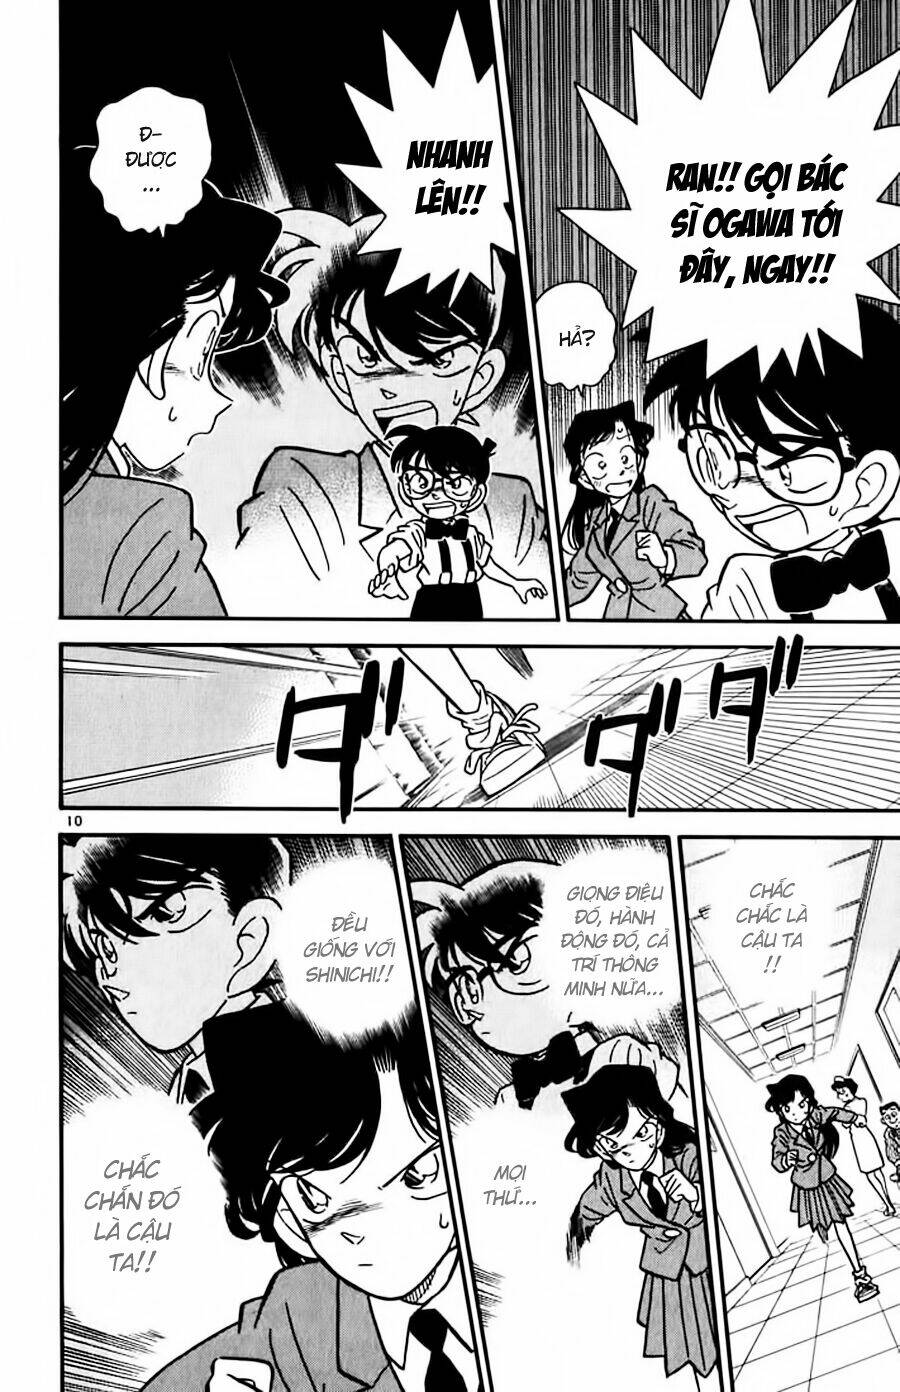 RAN!! GỌI BÁC
SĨ OGAWA TỚI
ĐÂY, NGAY!!
HẢ?
NHANH
LÊN!!
Đ-
ĐƯỢC
...
ダッ
ダッ
10
CHẮC
CHẮC LÀ
CẬU TA
!!
GIỌNG ĐIỆU
ĐÓ, HÀNH
ĐỘNG ĐÓ, CẢ
TRÍ THÔNG
MINH NỮA...
MỌI
THỨ...
ĐỀU
GIỐNG VỚI
SHINICHI!!
CHẮC
CHẮN ĐÓ
LÀ CẬU
TA!!